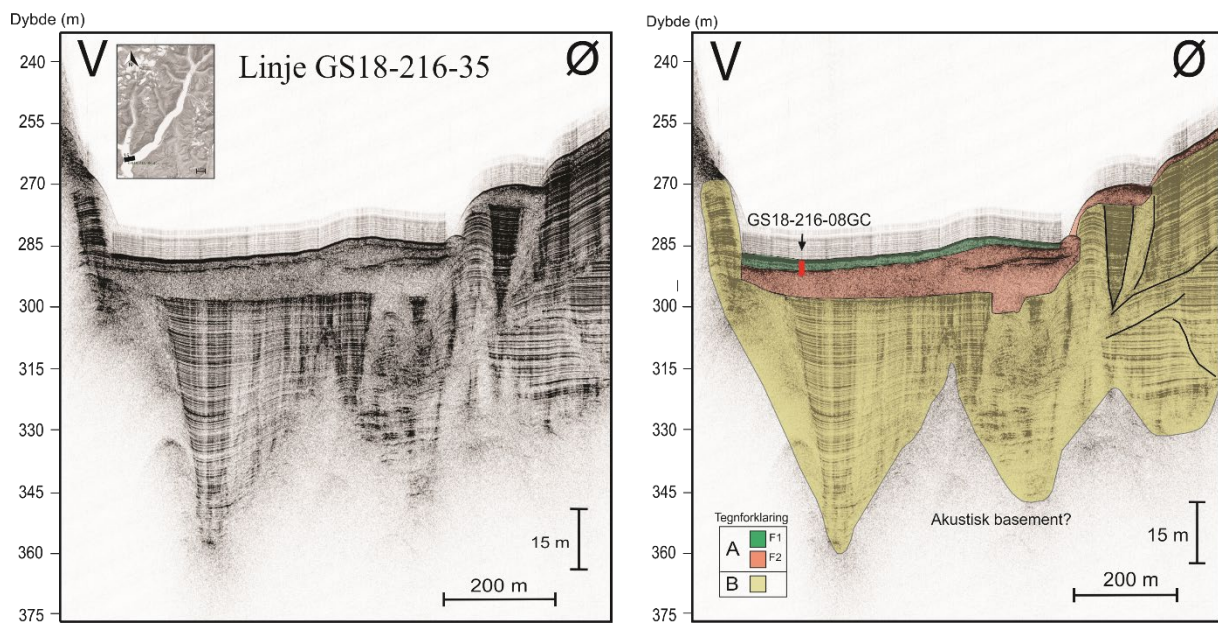 Dybde (m)
V
Linje GS18-216-35
Ø
240
255
270
285
300
315
330
345
360
375
15 m
200 m
Dybde (m)
V
Ø
240
255
270
285
300
315
330
345
360
375
GS18-216-08GC
Akustisk basement?
Tegnforklaring
A
F1
F2
B
15 m
200 m